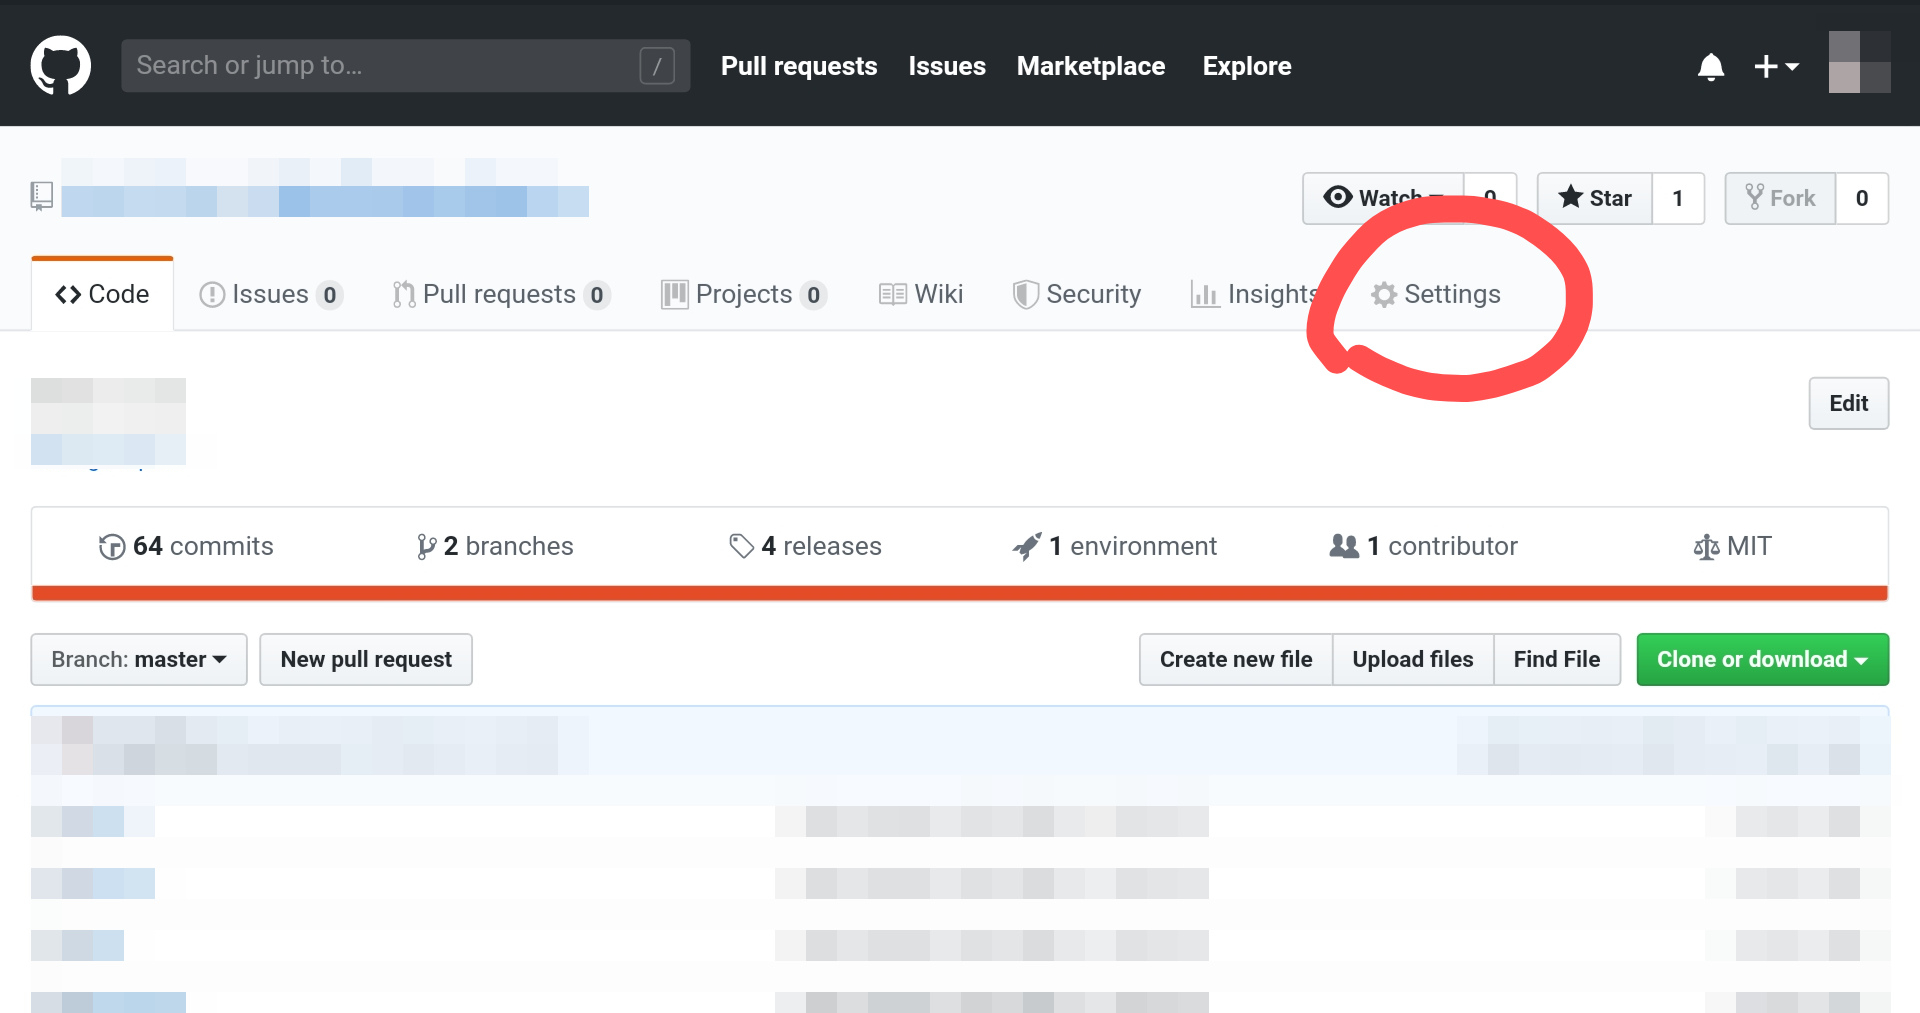 Search or jump to... / Pull requests Issues Marketplace Explore
Watch 0 Star 1 Fork 0
Code Issues 0 Pull requests 0 Projects 0 Wiki Security Insights Settings
Edit
64 commits 2 branches 4 releases 1 environment 1 contributor MIT
Branch: master New pull request Create new file Upload files Find File Clone or download